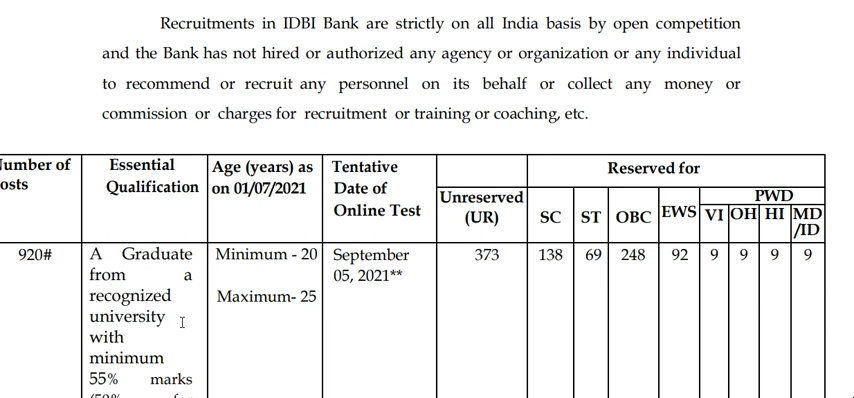 Recruitments in IDBI Bank are strictly on all India basis by open competition
and the Bank has not hired or authorized any agency or organization or any individual
to recommend or recruit any personnel on its behalf or collect any money or
commission or charges for recruitment or training or coaching, etc.
umber of
osts
Essential
Qualification
Age (years) as
on 01/07/2021
Tentative
Date of
Online Test
Unreserved
(UR)
Reserved for
SC
ST
OBC
EWS
PWD
VI
OH
HI
MD
/ID
920#
A Graduate
from a
recognized
university
with
minimum
55% marks
Minimum - 20
Maximum- 25
September
05, 2021**
373
138
69
248
92
9
9
9
9